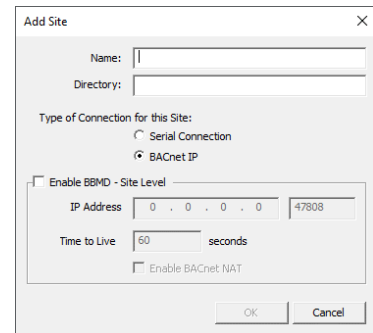 Add Site
Name:
Directory:
Type of Connection for this Site:
Serial Connection
BACnet IP
Enable BBMD - Site Level
IP Address 0 . 0 . 0 . 0 47808
Time to Live 60 seconds
Enable BACnet NAT
OK Cancel